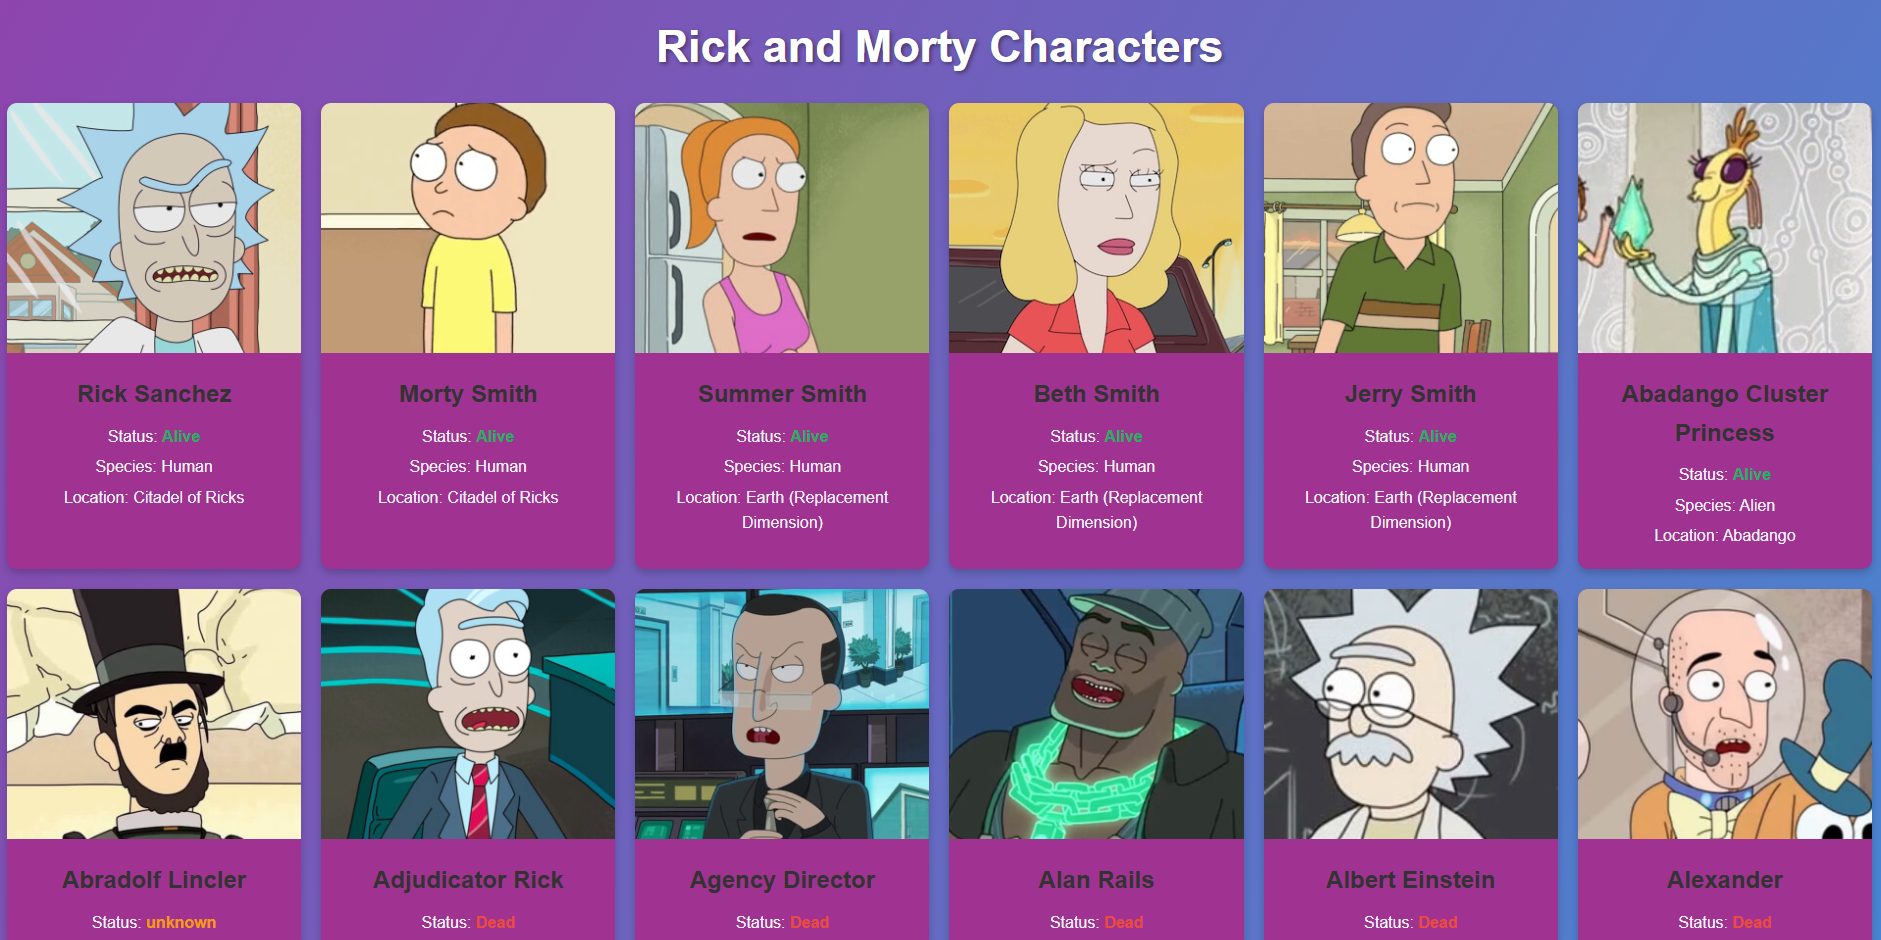 Rick and Morty Characters
Rick Sanchez
Status: Alive
Species: Human
Location: Citadel of Ricks
Morty Smith
Status: Alive
Species: Human
Location: Citadel of Ricks
Summer Smith
Status: Alive
Species: Human
Location: Earth (Replacement
Dimension)
Beth Smith
Status: Alive
Species: Human
Location: Earth (Replacement
Dimension)
Jerry Smith
Status: Alive
Species: Human
Location: Earth (Replacement
Dimension)
Abadango Cluster
Princess
Status: Alive
Species: Alien
Location: Abadango
Abradolf Lincler
Status: unknown
Adjudicator Rick
Status: Dead
Agency Director
Status: Dead
Alan Rails
Status: Dead
Albert Einstein
Status: Dead
Alexander
Status: Dead